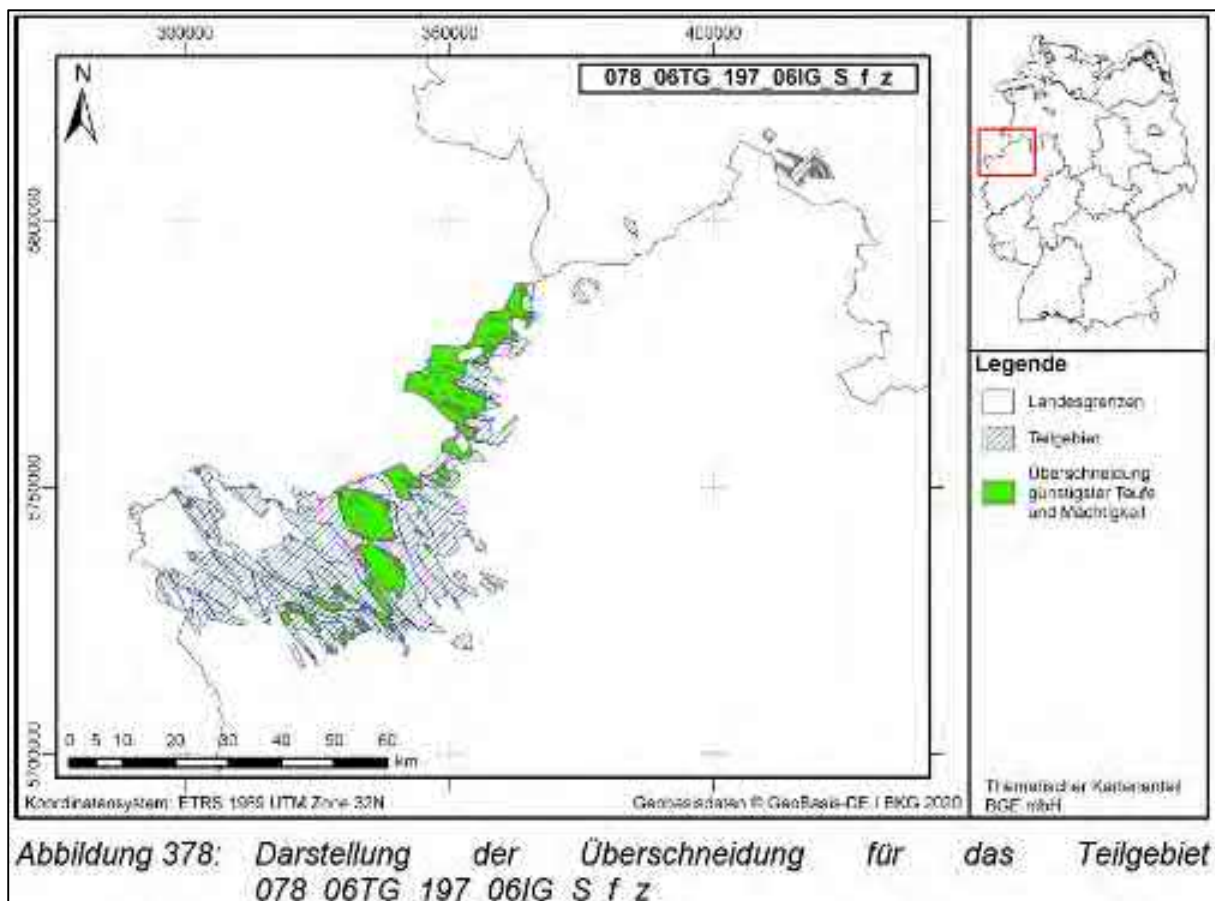 300000 350000 400000
N
078_06TG_197_06IG_S_f_z
5800000
5750000
5700000
0 5 10 20 30 40 50 60
km
Koordinatensystem: ETRS 1989 UTM Zone 32N
Geobasisdaten © GeoBasis-DE / BKG 2020
Legende
Landesgrenzen
Teilgebiet
Überschneidung
günstigster Teufe
und Mächtigkeit
Thematischer Karteninhalt
BGE mbH
Abbildung 378: Darstellung der Überschneidung für das Teilgebiet
078_06TG_197_06IG_S_f_z